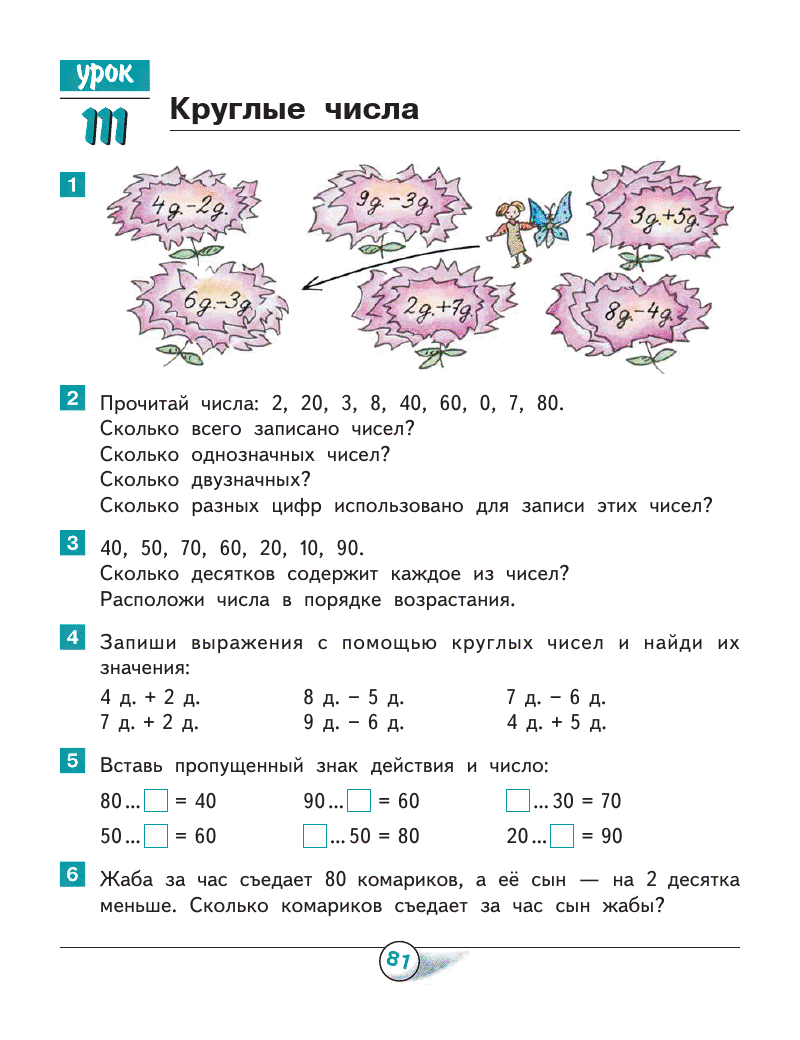 урок
111
Круглые числа
1
4д.-2д.
9д.-3д.
3д.+5д.
6д.-3д.
2д.+7д.
8д.-4д.
2 Прочитай числа: 2, 20, 3, 8, 40, 60, 0, 7, 80.
Сколько всего записано чисел?
Сколько однозначных чисел?
Сколько двузначных?
Сколько разных цифр использовано для записи этих чисел?
3 40, 50, 70, 60, 20, 10, 90.
Сколько десятков содержит каждое из чисел?
Расположи числа в порядке возрастания.
4 Запиши выражения с помощью круглых чисел и найди их
значения:
4 д. + 2 д. 8 д. – 5 д. 7 д. – 6 д.
7 д. + 2 д. 9 д. – 6 д. 4 д. + 5 д.
5 Вставь пропущенный знак действия и число:
80 ... □ = 40 90 ... □ = 60 □ ... 30 = 70
50 ... □ = 60 □ ... 50 = 80 20 ... □ = 90
6 Жаба за час съедает 80 комариков, а её сын — на 2 десятка
меньше. Сколько комариков съедает за час сын жабы?
81